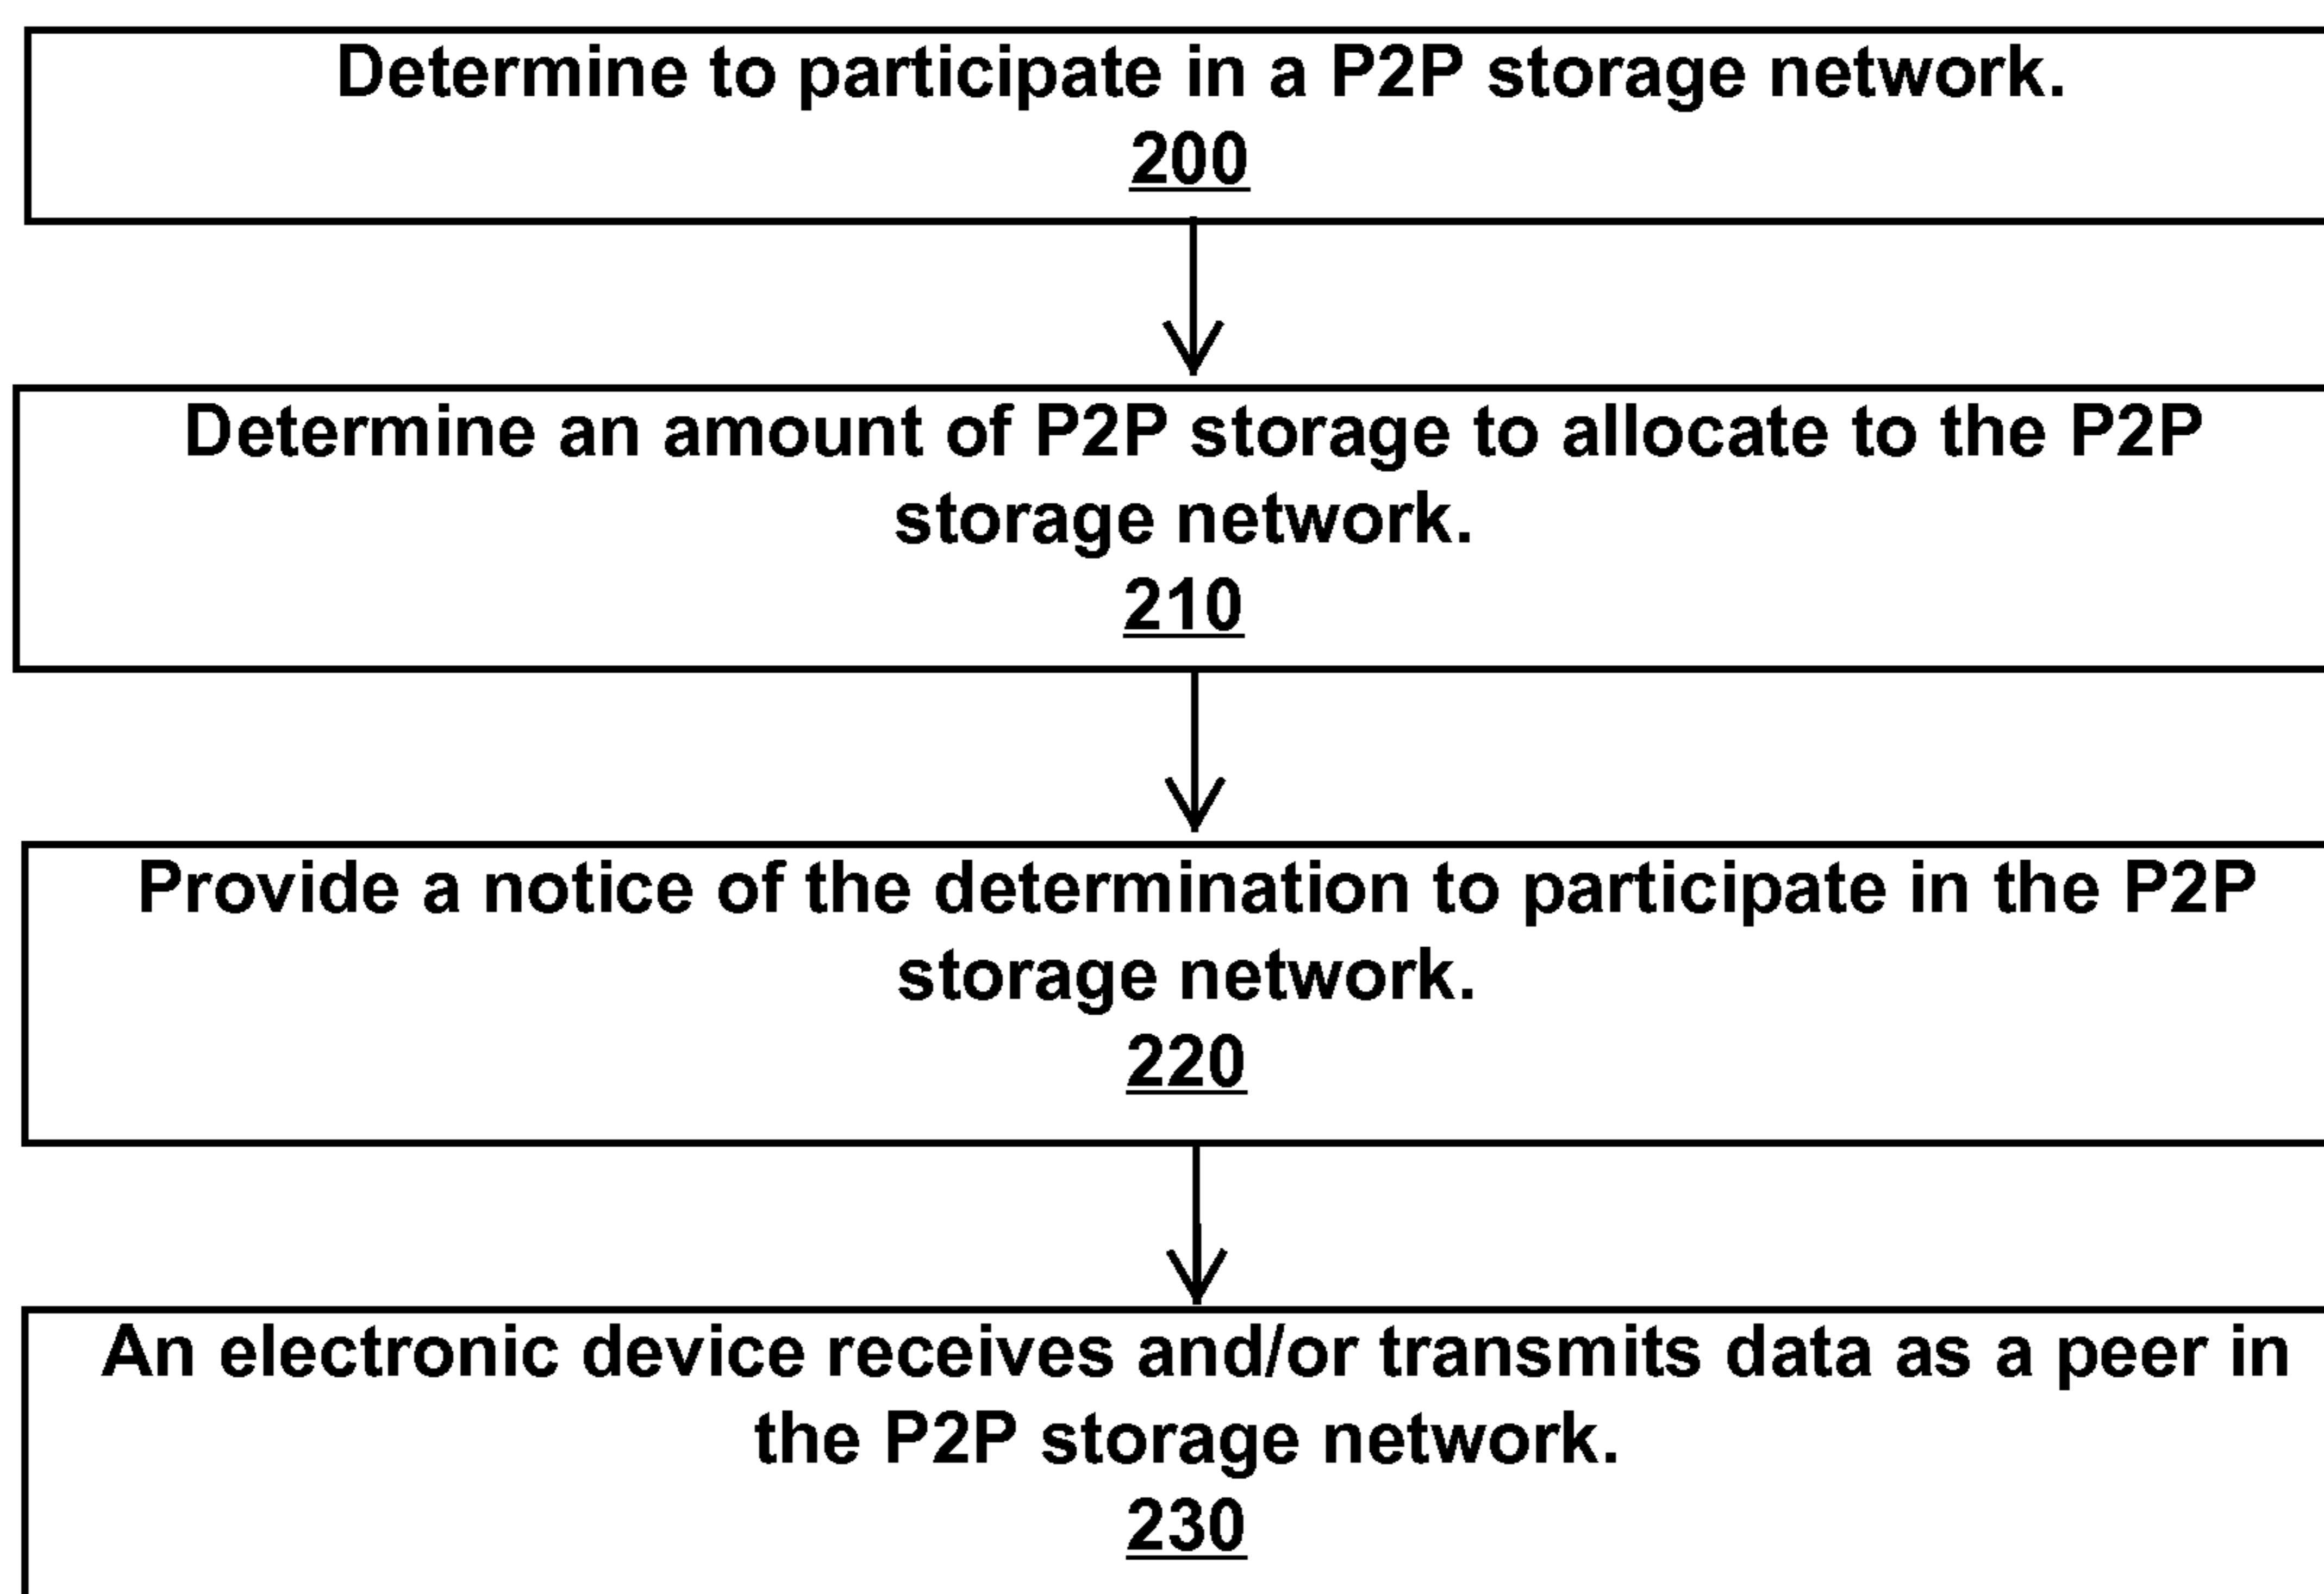 Determine to participate in a P2P storage network.
200
Determine an amount of P2P storage to allocate to the P2P
storage network.
210
Provide a notice of the determination to participate in the P2P
storage network.
220
An electronic device receives and/or transmits data as a peer in
the P2P storage network.
230